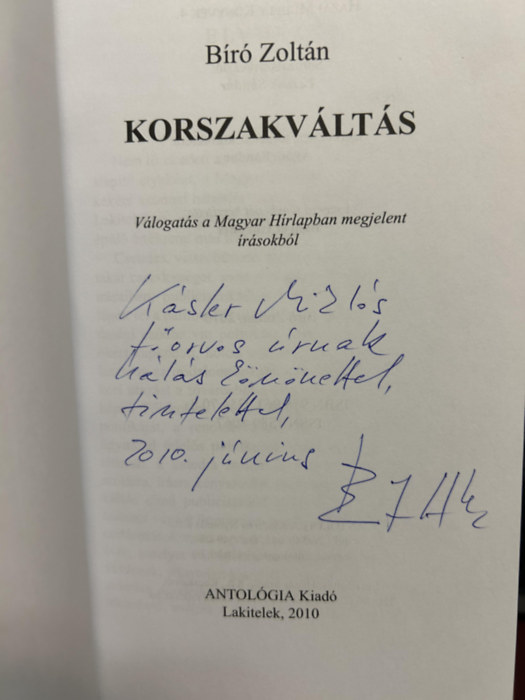 Bíró Zoltán
KORSZAKVÁLTÁS
Válogatás a Magyar Hírlapban megjelent
írásokból
Kásler Miklós
főorvos úrnak
hálás köszönettel,
tisztelettel,
2010. június
ANTOLÓGIA Kiadó
Lakitelek, 2010